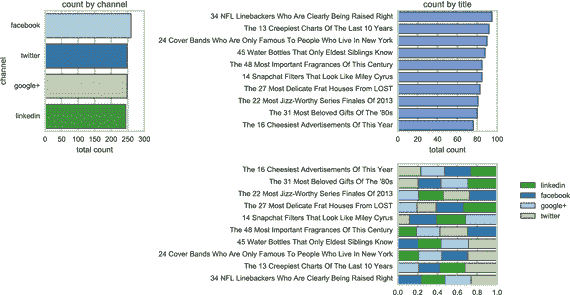 count by channel
facebook
twitter
google+
linkedin
channel
0 50 100 150 200 250 300
total count
count by title
34 NFL Linebackers Who Are Clearly Being Raised Right
The 13 Creepiest Charts Of The Last 10 Years
24 Cover Bands Who Are Only Famous To People Who Live In New York
45 Water Bottles That Only Eldest Siblings Know
The 48 Most Important Fragrances Of This Century
14 Snapchat Filters That Look Like Miley Cyrus
The 27 Most Delicate Frat Houses From LOST
The 22 Most Jizz-Worthy Series Finales Of 2013
The 31 Most Beloved Gifts Of The '80s
The 16 Cheesiest Advertisements Of This Year
0 20 40 60 80 100
total count
The 16 Cheesiest Advertisements Of This Year
The 31 Most Beloved Gifts Of The '80s
The 22 Most Jizz-Worthy Series Finales Of 2013
The 27 Most Delicate Frat Houses From LOST
14 Snapchat Filters That Look Like Miley Cyrus
The 48 Most Important Fragrances Of This Century
45 Water Bottles That Only Eldest Siblings Know
24 Cover Bands Who Are Only Famous To People Who Live In New York
The 13 Creepiest Charts Of The Last 10 Years
34 NFL Linebackers Who Are Clearly Being Raised Right
0.0 0.2 0.4 0.6 0.8 1.0
linkedin
facebook
google+
twitter